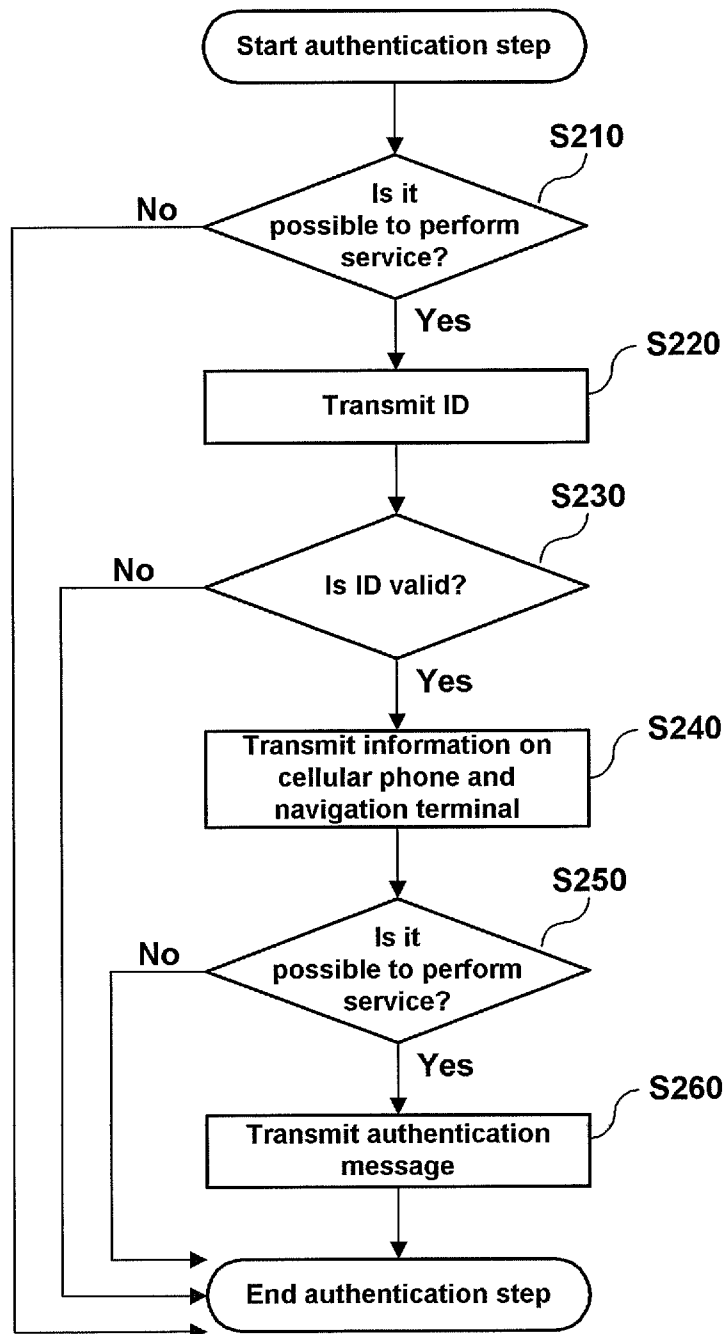 Start authentication step
S210
Is it
possible to perform
service?
No
Yes
S220
Transmit ID
S230
Is ID valid?
No
Yes
S240
Transmit information on
cellular phone and
navigation terminal
S250
Is it
possible to perform
service?
No
Yes
S260
Transmit authentication
message
End authentication step